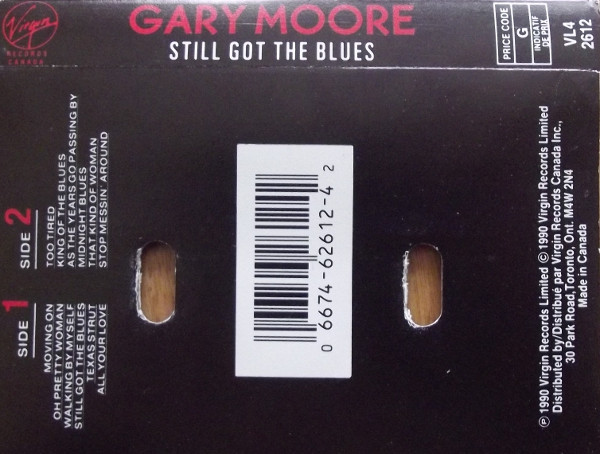 Virgin
RECORDS
CANADA
GARY MOORE
STILL GOT THE BLUES
PRICE CODE
G
INDICATIF
DE PRIX
VL4
2612
SIDE 1
MOVING ON
OH PRETTY WOMAN
WALKING BY MYSELF
STILL GOT THE BLUES
TEXAS STRUT
ALL YOUR LOVE
SIDE 2
TOO TIRED
KING OF THE BLUES
AS THE YEARS GO PASSING BY
MIDNIGHT BLUES
THAT KIND OF WOMAN
STOP MESSIN' AROUND
0 6674-62612-4 2
Ⓟ 1990 Virgin Records Limited © 1990 Virgin Records Limited
Distributed by/Distribué par Virgin Records Canada Inc.,
30 Park Road,Toronto, Ont. M4W 2N4
Made in Canada